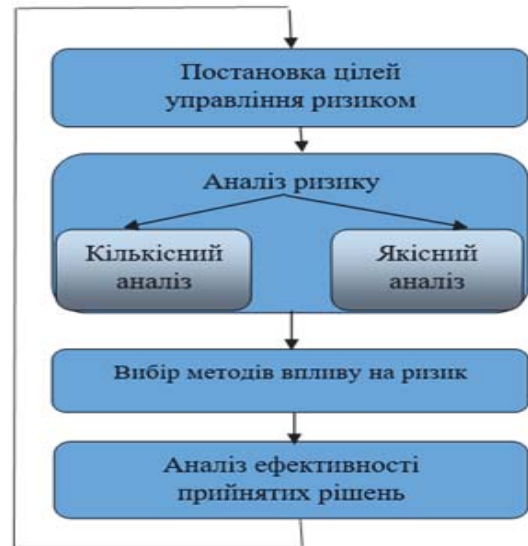 Постановка цілей
управління ризиком
Аналіз ризику
Кількісний
аналіз
Якісний
аналіз
Вибір методів впливу на ризик
Аналіз ефективності
прийнятих рішень